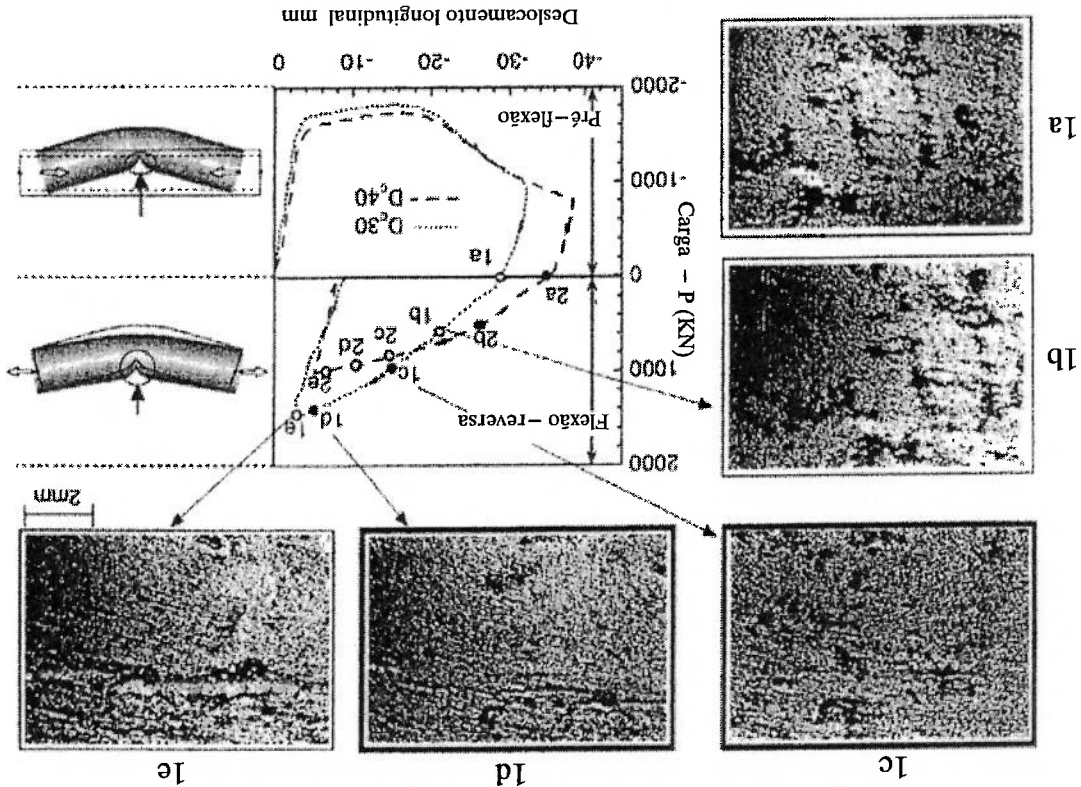 1c
1d
1e
2mm
2000
Flexão–reversa
1d
1e
1000
1c
2e
2d
2c
2b
1b
1b
Carga – P (KN)
0
2a
1a
D_c30
D_c40
-1000
1a
Pré–flexão
-2000
-40 -30 -20 -10 0
Deslocamento longitudinal mm